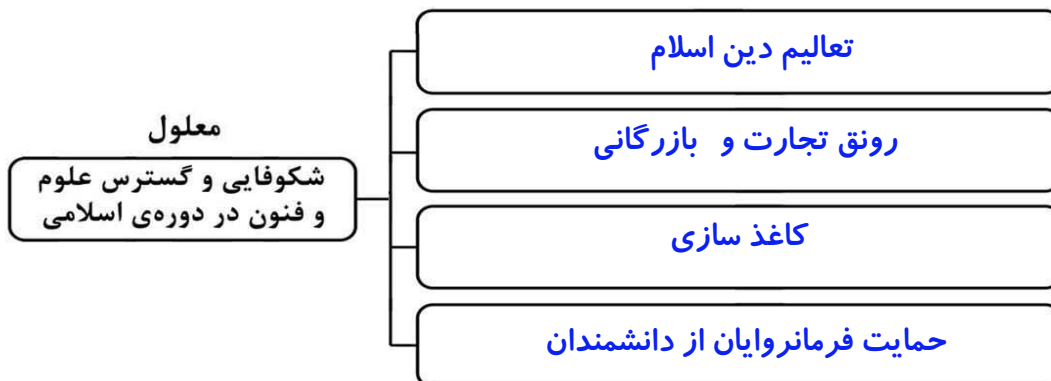 تعالیم دین اسلام
رونق تجارت و بازرگانی
معلول
شکوفایی و گسترس علوم
و فنون در دوره‌ی اسلامی
کاغذ سازی
حمایت فرمانروایان از دانشمندان